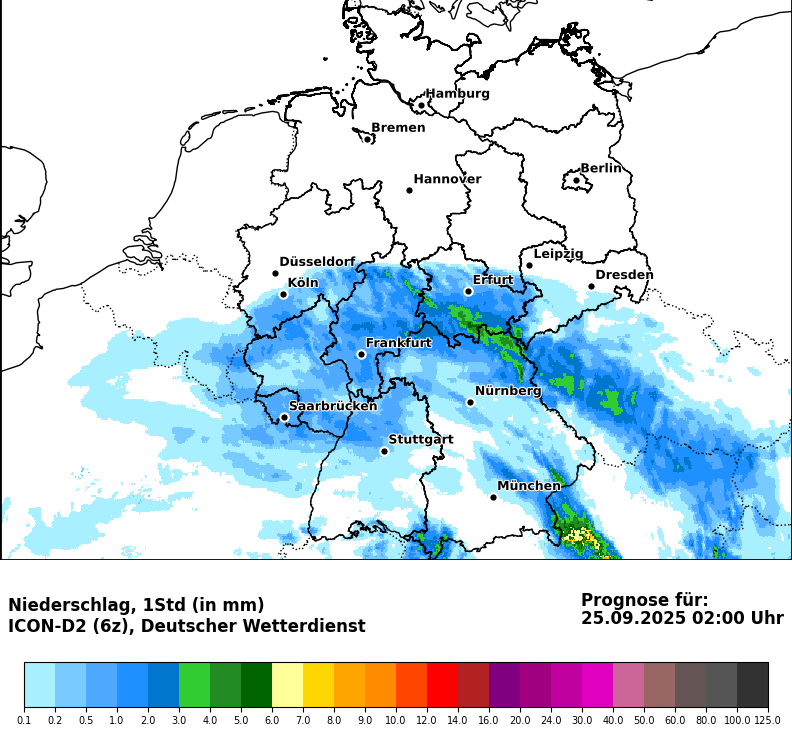 Hamburg
Bremen
Berlin
Hannover
Leipzig
Düsseldorf
Dresden
Köln
Erfurt
Frankfurt
Nürnberg
Saarbrücken
Stuttgart
München
Niederschlag, 1Std (in mm)
ICON-D2 (6z), Deutscher Wetterdienst
Prognose für:
25.09.2025 02:00 Uhr
0.1 0.2 0.5 1.0 2.0 3.0 4.0 5.0 6.0 7.0 8.0 9.0 10.0 12.0 14.0 16.0 20.0 24.0 30.0 40.0 50.0 60.0 80.0 100.0 125.0